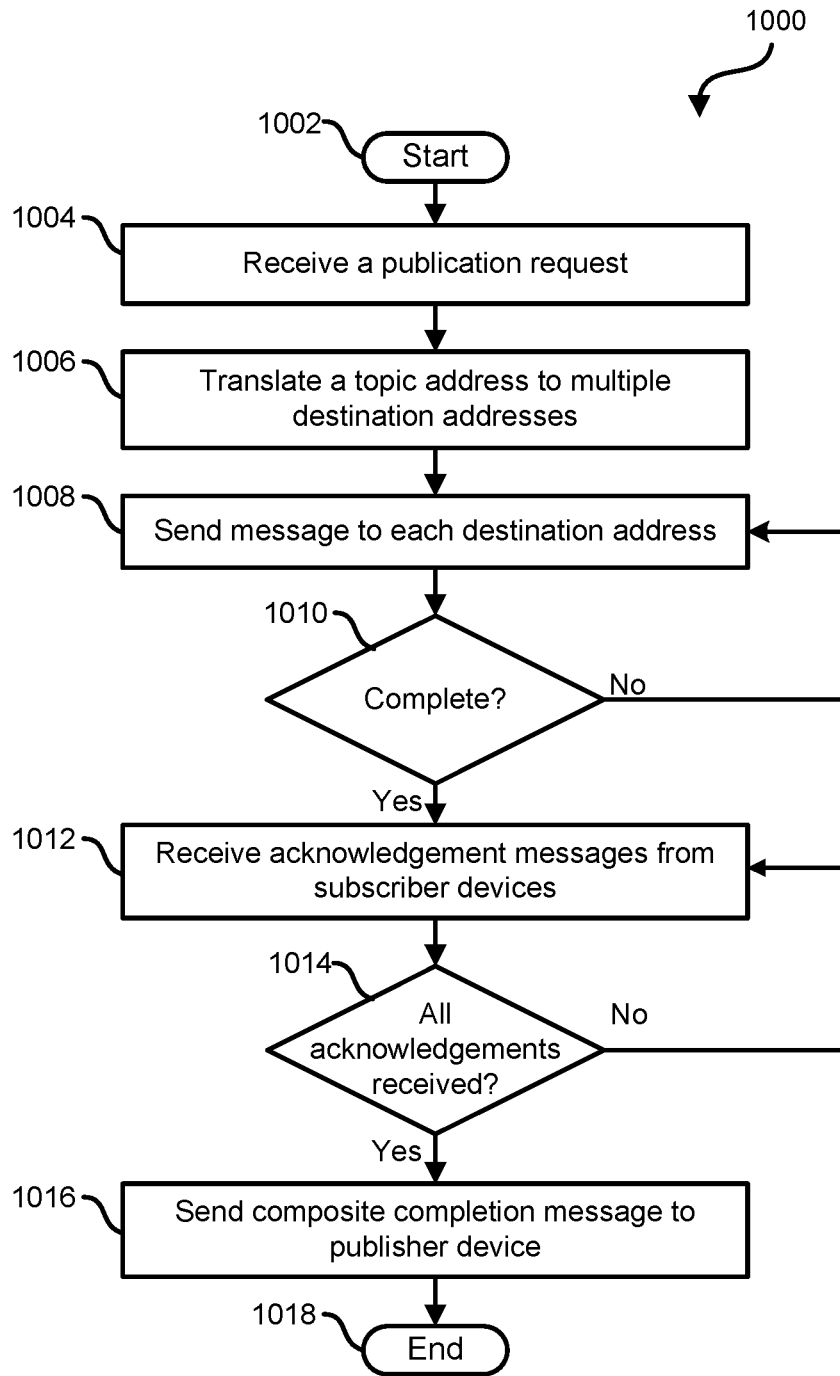 1000
1002
Start
1004
Receive a publication request
1006
Translate a topic address to multiple
destination addresses
1008
Send message to each destination address
1010
Complete?
No
Yes
1012
Receive acknowledgement messages from
subscriber devices
1014
All
acknowledgements
received?
No
Yes
1016
Send composite completion message to
publisher device
1018
End